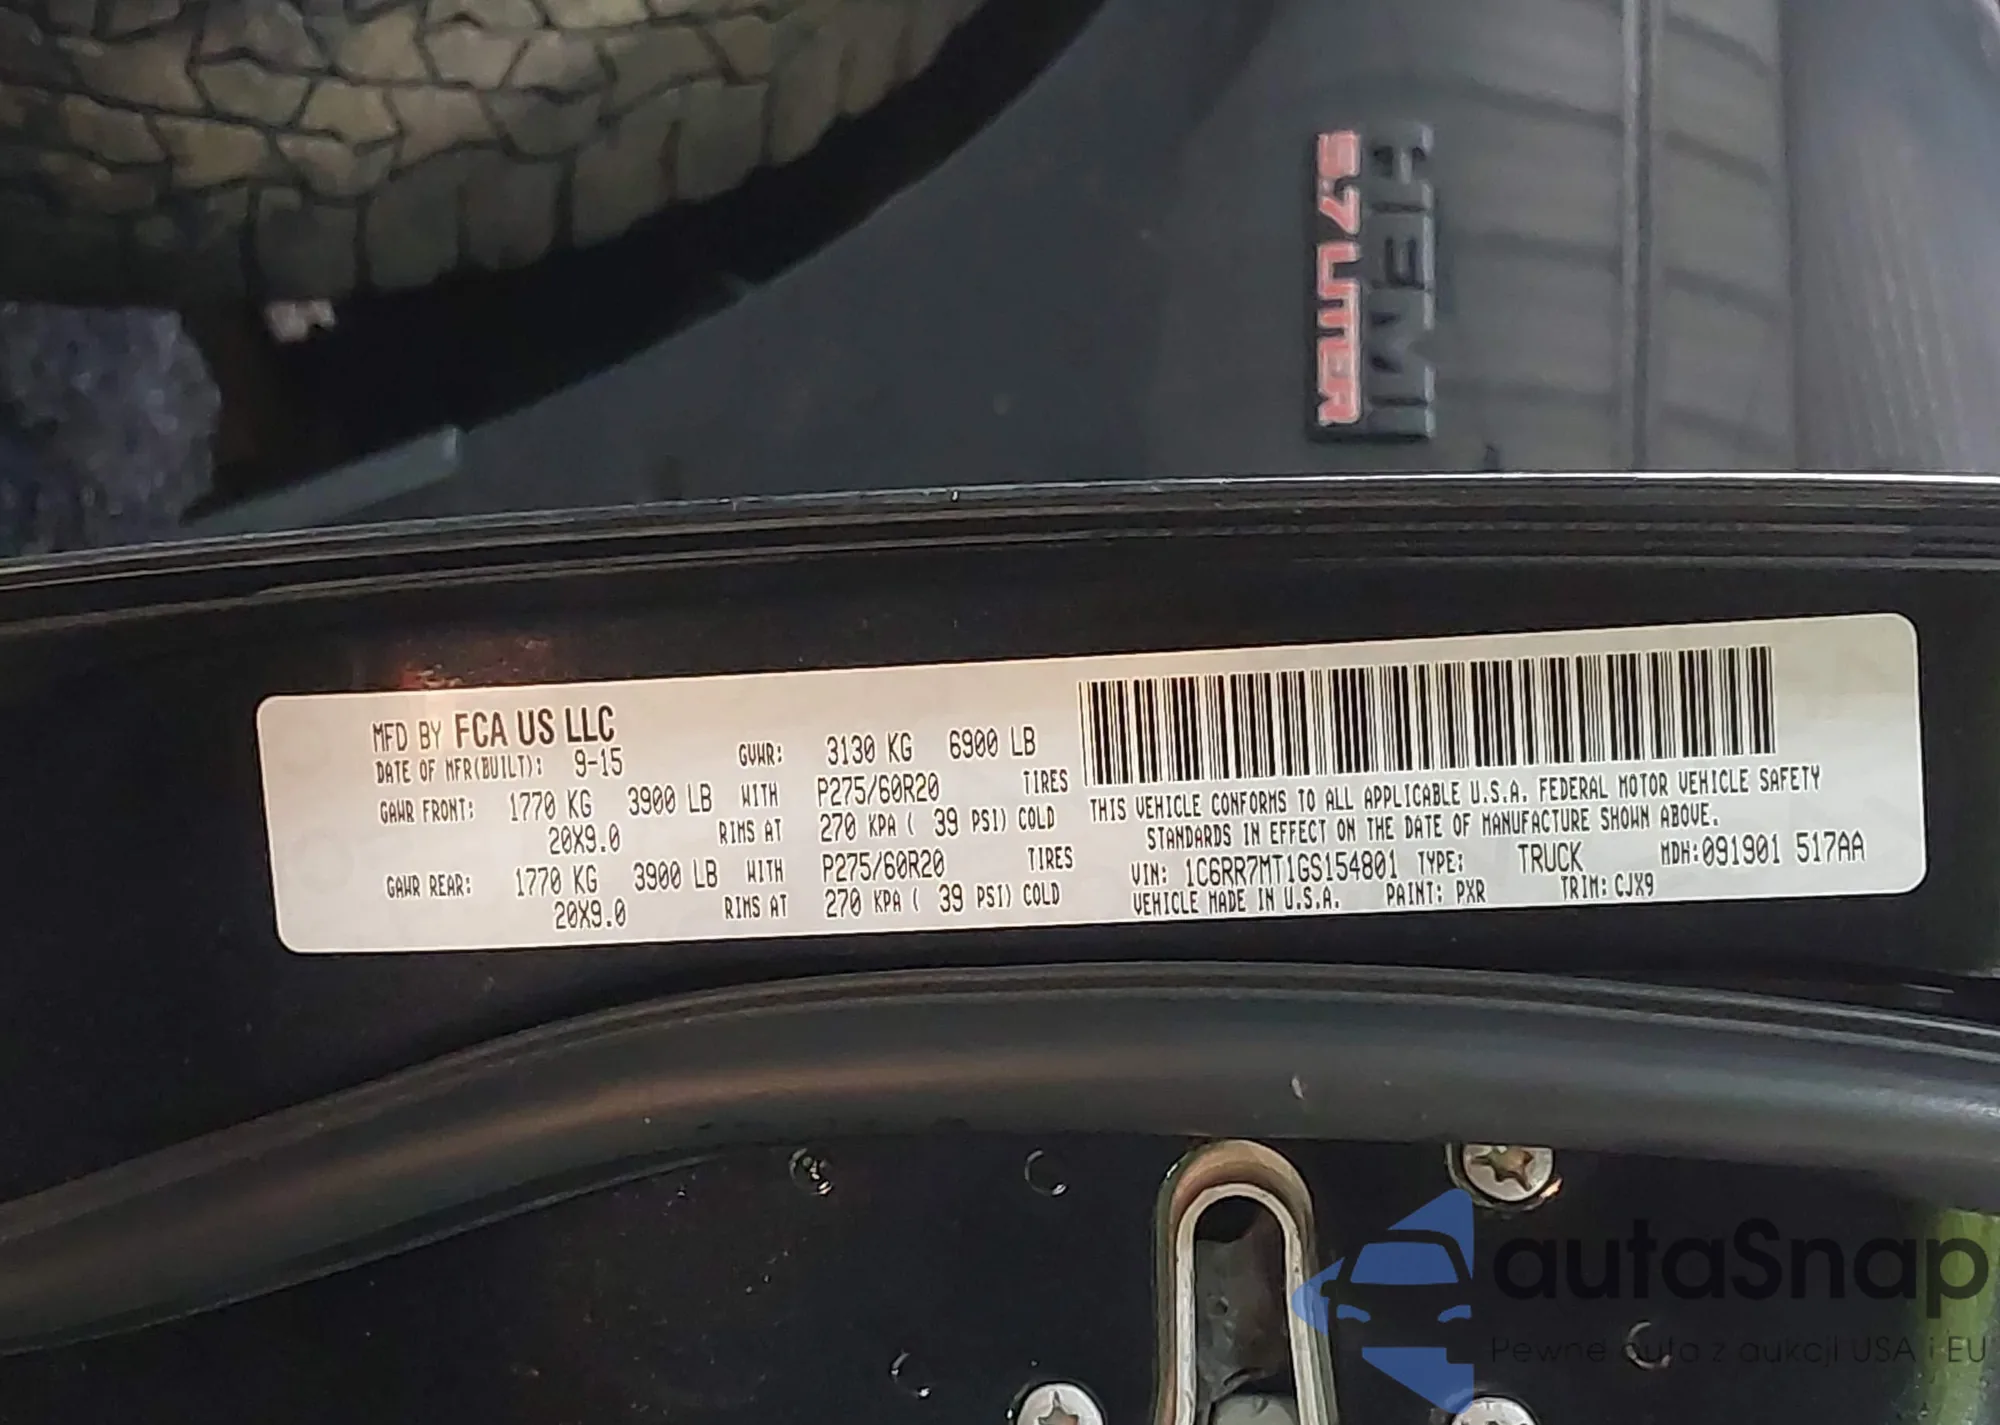 HEMI
5.7 LITER
MFD BY FCA US LLC
DATE OF MFR(BUILT): 9-15 GVWR: 3130 KG 6900 LB
GAWR FRONT: 1770 KG 3900 LB WITH P275/60R20 TIRES
20X9.0 RIMS AT 270 KPA ( 39 PSI) COLD
GAWR REAR: 1770 KG 3900 LB WITH P275/60R20 TIRES
20X9.0 RIMS AT 270 KPA ( 39 PSI) COLD
THIS VEHICLE CONFORMS TO ALL APPLICABLE U.S.A. FEDERAL MOTOR VEHICLE SAFETY
STANDARDS IN EFFECT ON THE DATE OF MANUFACTURE SHOWN ABOVE.
VIN: 1C6RR7MT1GS154801 TYPE: TRUCK MDH:091901 517AA
VEHICLE MADE IN U.S.A. PAINT: PXR TRIM: CJX9
autaSnap
Pewne auta z aukcji USA i EU